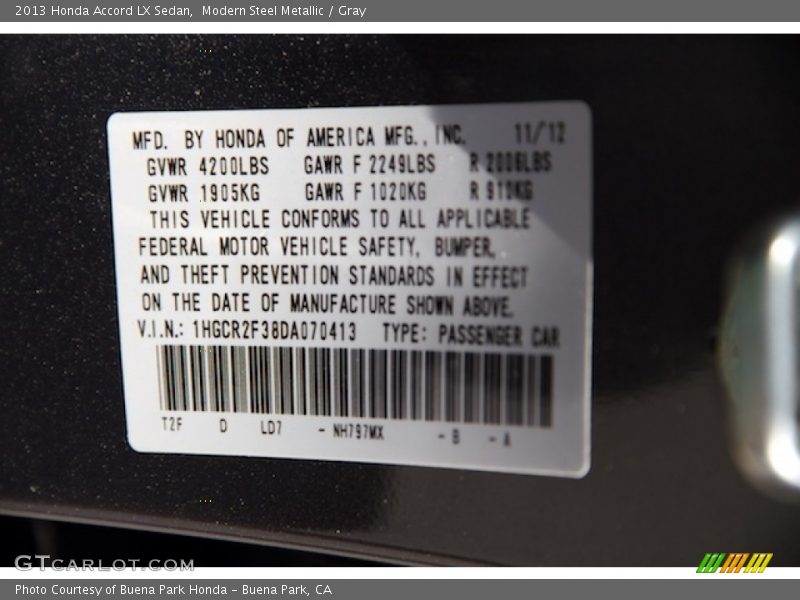 2013 Honda Accord LX Sedan, Modern Steel Metallic / Gray
MFD. BY HONDA OF AMERICA MFG., INC. 11/12
GVWR 4200LBS GAWR F 2249LBS R 2006LBS
GVWR 1905KG GAWR F 1020KG R 910KG
THIS VEHICLE CONFORMS TO ALL APPLICABLE
FEDERAL MOTOR VEHICLE SAFETY, BUMPER,
AND THEFT PREVENTION STANDARDS IN EFFECT
ON THE DATE OF MANUFACTURE SHOWN ABOVE.
V.I.N.: 1HGCR2F38DA070413 TYPE: PASSENGER CAR
T2F D LD7 - NH797MX - B - A
GTCARLOT.COM
Photo Courtesy of Buena Park Honda - Buena Park, CA